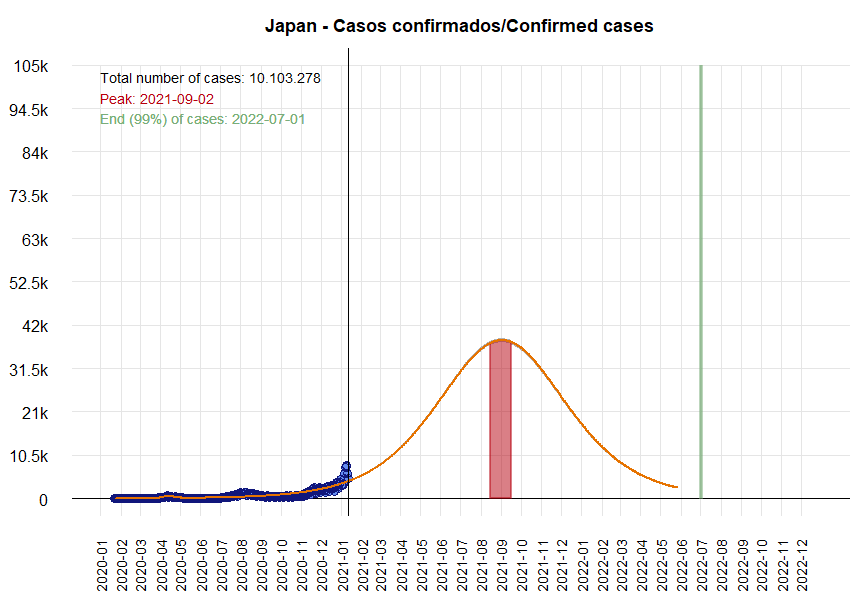 Japan - Casos confirmados/Confirmed cases
105k
Total number of cases: 10.103.278
Peak: 2021-09-02
94.5k
End (99%) of cases: 2022-07-01
84k
73.5k
63k
52.5k
42k
31.5k
21k
10.5k
0
2020-01
2020-02
2020-03
2020-04
2020-05
2020-06
2020-07
2020-08
2020-09
2020-10
2020-11
2020-12
2021-01
2021-02
2021-03
2021-04
2021-05
2021-06
2021-07
2021-08
2021-09
2021-10
2021-11
2021-12
2022-01
2022-02
2022-03
2022-04
2022-05
2022-06
2022-07
2022-08
2022-09
2022-10
2022-11
2022-12